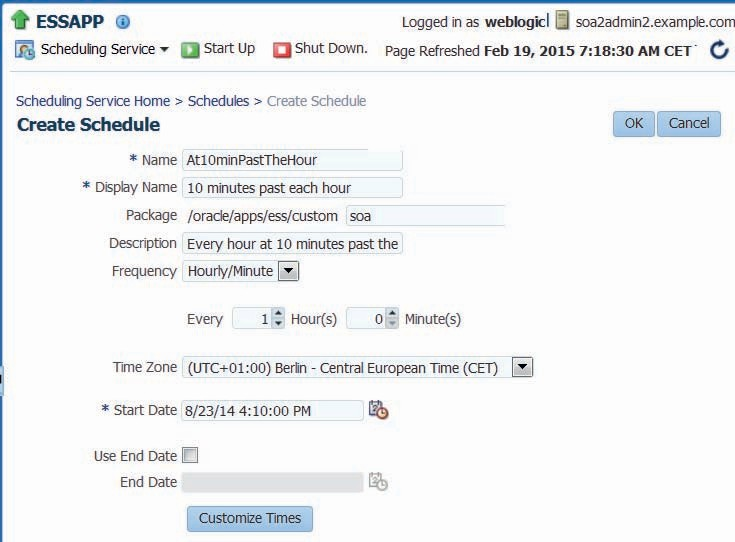 ESSAPP Logged in as weblogic soa2admin2.example.com
Scheduling Service Start Up Shut Down. Page Refreshed Feb 19, 2015 7:18:30 AM CET
Scheduling Service Home > Schedules > Create Schedule
Create Schedule OK Cancel
* Name At10minPastTheHour
* Display Name 10 minutes past each hour
Package /oracle/apps/ess/custom soa
Description Every hour at 10 minutes past the
Frequency Hourly/Minute
Every 1 Hour(s) 0 Minute(s)
Time Zone (UTC+01:00) Berlin - Central European Time (CET)
* Start Date 8/23/14 4:10:00 PM
Use End Date
End Date
Customize Times